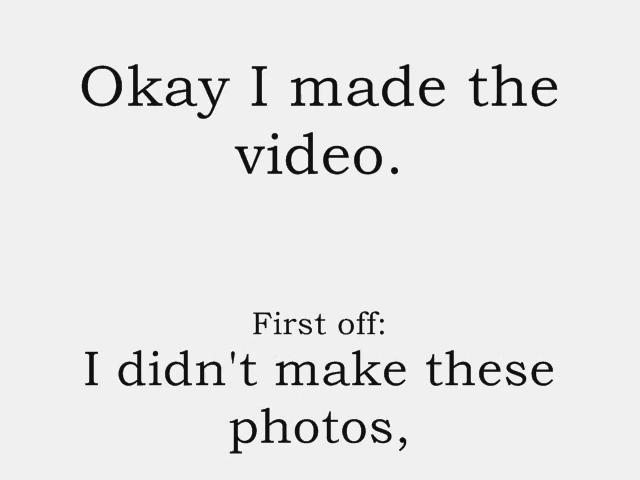 Okay I made the
video.
First off:
I didn't make these
photos,